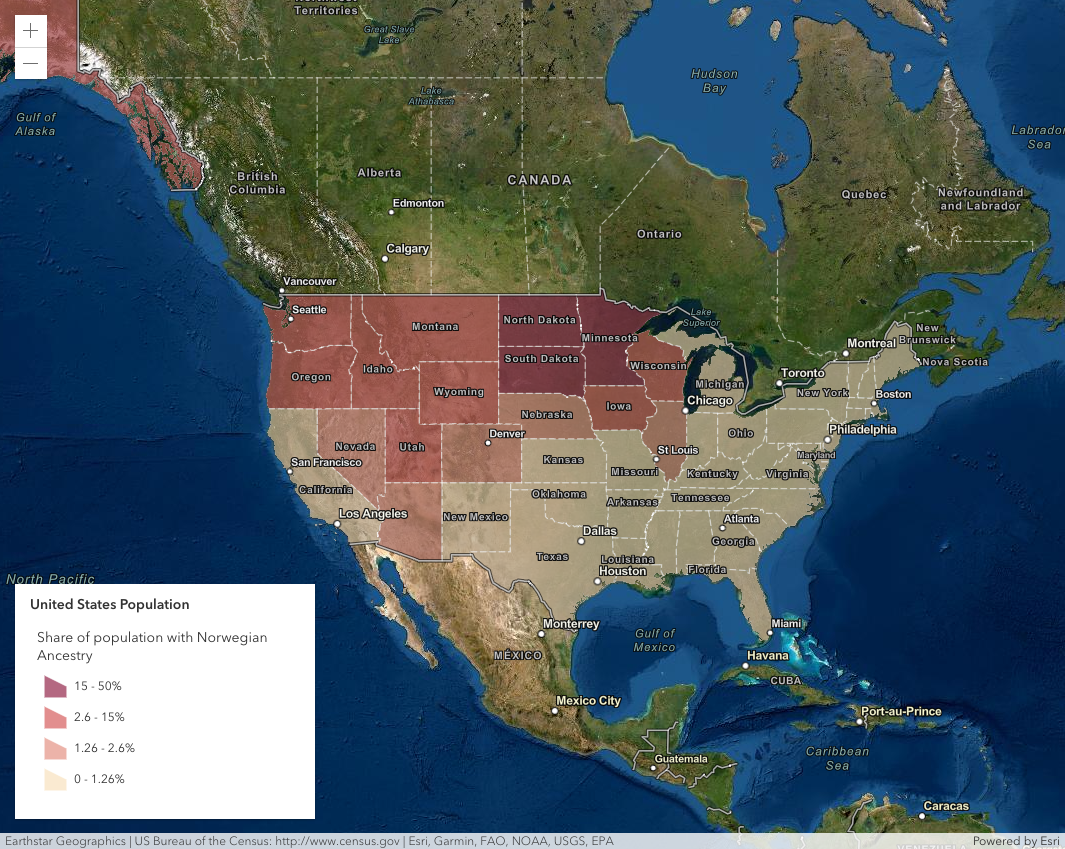 Northwest
Territories
Great Slave
Lake
Hudson
Bay
Lake
Athabasca
Gulf of
Alaska
Labrador
Sea
British
Columbia
Alberta
CANADA
Quebec
Newfoundland
and Labrador
Edmonton
Ontario
Calgary
Vancouver
Seattle
Montana
North Dakota
Minnesota
Lake
Superior
New
Brunswick
Montreal
Nova Scotia
Oregon
Idaho
South Dakota
Wisconsin
Toronto
Wyoming
Michigan
New York
Boston
Chicago
Iowa
Nebraska
Denver
Ohio
Philadelphia
Nevada
Utah
St Louis
Maryland
San Francisco
Kansas
Missouri
Kentucky
Virginia
California
Oklahoma
Arkansas
Tennessee
Los Angeles
New Mexico
Atlanta
Dallas
Georgia
Texas
Louisiana
Houston
Florida
North Pacific
United States Population
Share of population with Norwegian
Ancestry
15 - 50%
2.6 - 15%
1.26 - 2.6%
0 - 1.26%
Monterrey
Gulf of
Mexico
Miami
MÉXICO
Havana
CUBA
Mexico City
Port-au-Prince
Caribbean
Sea
Guatemala
Caracas
Earthstar Geographics | US Bureau of the Census: http://www.census.gov | Esri, Garmin, FAO, NOAA, USGS, EPA
Powered by Esri